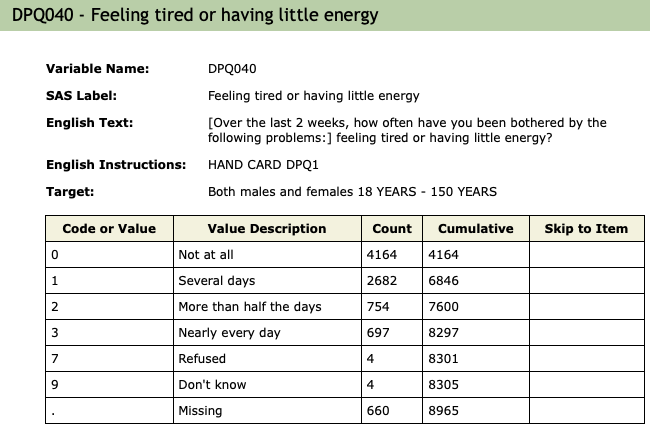 DPQ040 - Feeling tired or having little energy
Variable Name: DPQ040
SAS Label: Feeling tired or having little energy
English Text: [Over the last 2 weeks, how often have you been bothered by the
following problems:] feeling tired or having little energy?
English Instructions: HAND CARD DPQ1
Target: Both males and females 18 YEARS - 150 YEARS
Code or Value Value Description Count Cumulative Skip to Item
0 Not at all 4164 4164
1 Several days 2682 6846
2 More than half the days 754 7600
3 Nearly every day 697 8297
7 Refused 4 8301
9 Don't know 4 8305
. Missing 660 8965